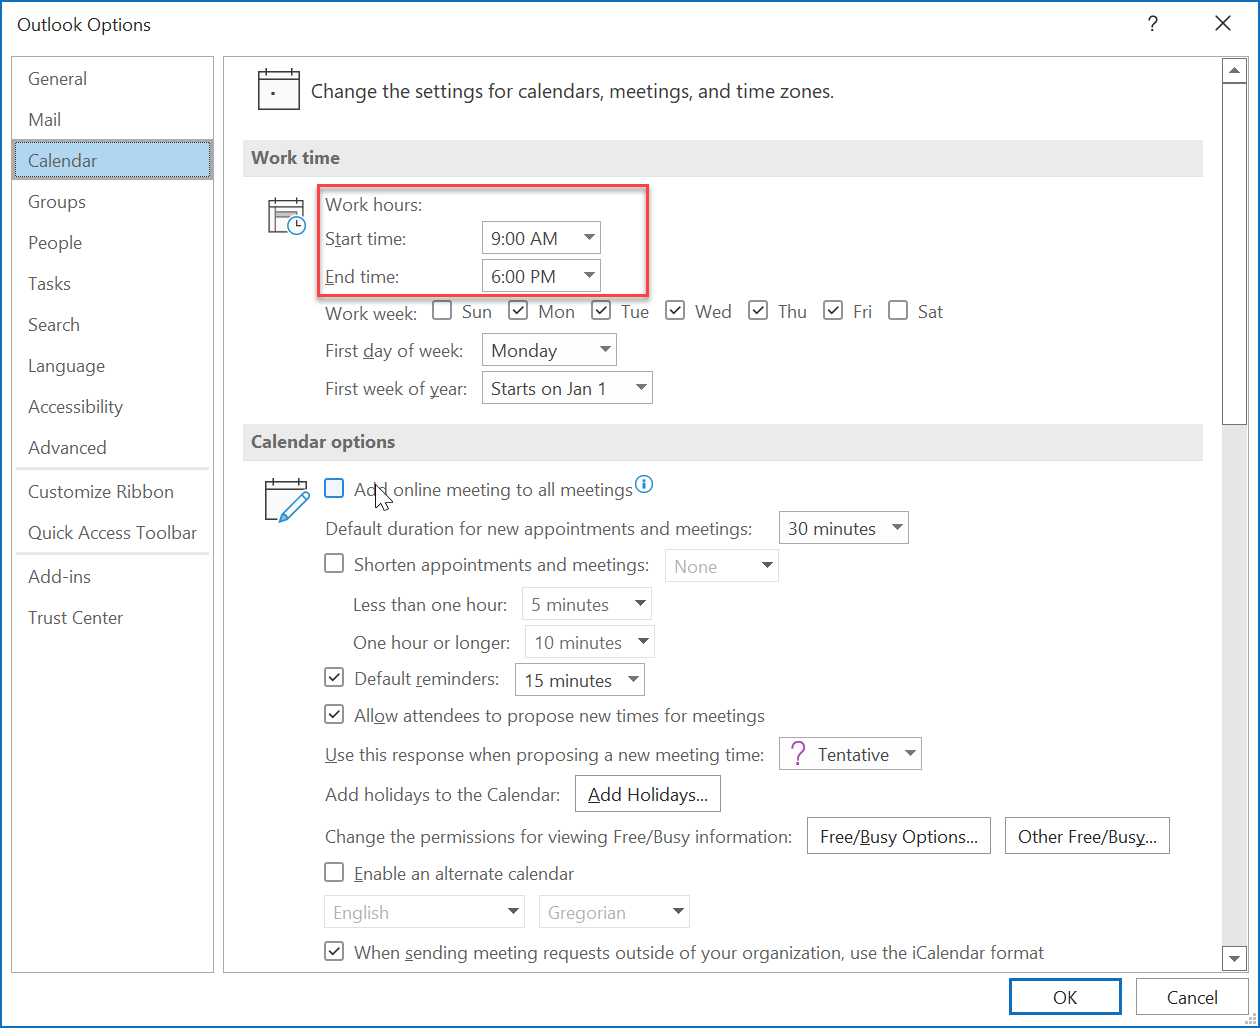 Outlook Options
?
General
Mail
Calendar
Groups
People
Tasks
Search
Language
Accessibility
Advanced
Customize Ribbon
Quick Access Toolbar
Add-ins
Trust Center
Change the settings for calendars, meetings, and time zones.
Work time
Work hours:
Start time: 9:00 AM
End time: 6:00 PM
Work week: Sun Mon Tue Wed Thu Fri Sat
First day of week: Monday
First week of year: Starts on Jan 1
Calendar options
Add online meeting to all meetings
Default duration for new appointments and meetings: 30 minutes
Shorten appointments and meetings: None
Less than one hour: 5 minutes
One hour or longer: 10 minutes
Default reminders: 15 minutes
Allow attendees to propose new times for meetings
Use this response when proposing a new meeting time: ? Tentative
Add holidays to the Calendar: Add Holidays...
Change the permissions for viewing Free/Busy information: Free/Busy Options... Other Free/Busy...
Enable an alternate calendar
English Gregorian
When sending meeting requests outside of your organization, use the iCalendar format
OK Cancel